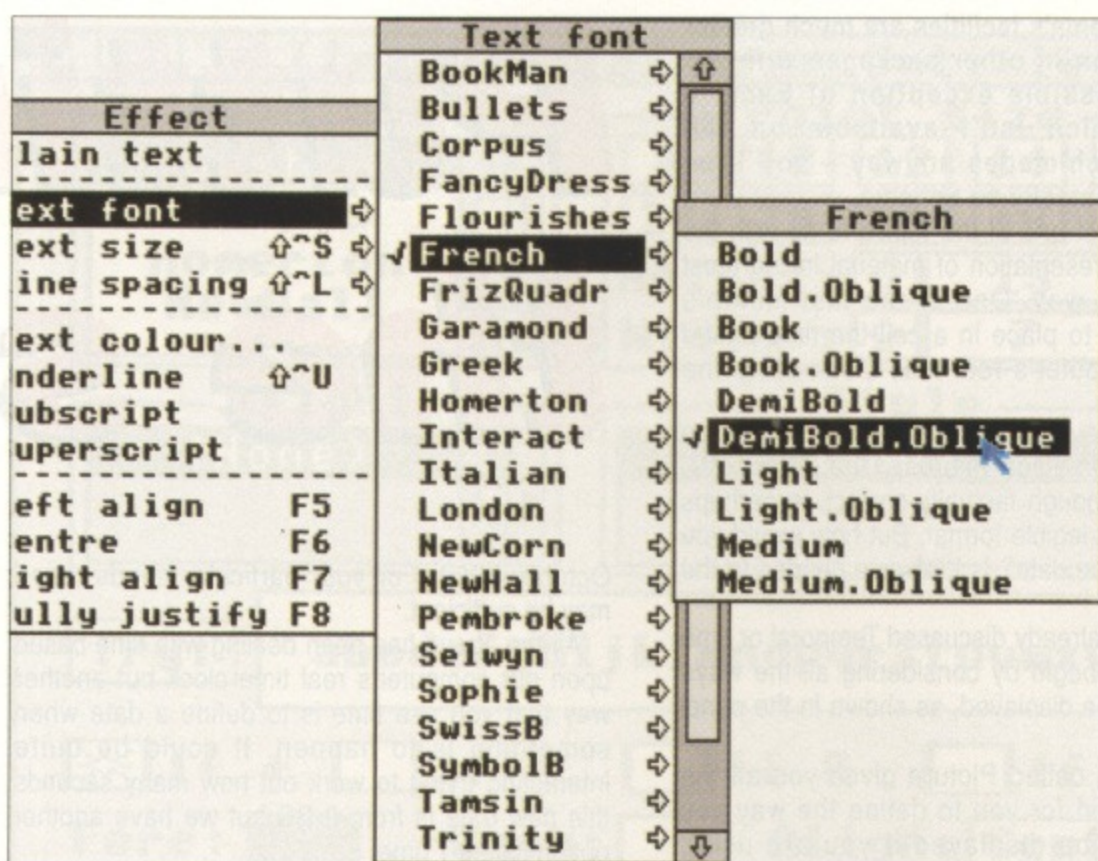 Effect
lain text
ext font
ext size ⇧^S
ine spacing ⇧^L
ext colour...
nderline ⇧^U
ubscript
uperscript
eft align F5
entre F6
ight align F7
ully justify F8
Text font
BookMan
Bullets
Corpus
FancyDress
Flourishes
✓French
FrizQuadr
Garamond
Greek
Homerton
Interact
Italian
London
NewCorn
NewHall
Pembroke
Selwyn
Sophie
SwissB
SymbolB
Tamsin
Trinity
French
Bold
Bold.Oblique
Book
Book.Oblique
DemiBold
✓DemiBold.Oblique
Light
Light.Oblique
Medium
Medium.Oblique